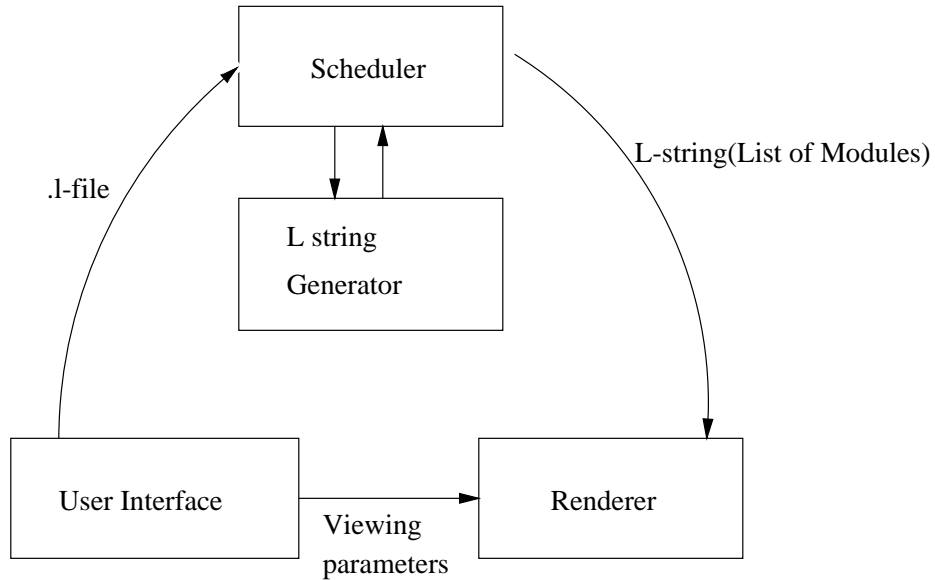 Scheduler
L-string(List of Modules)
.l-file
L string
Generator
User Interface
Renderer
Viewing
parameters